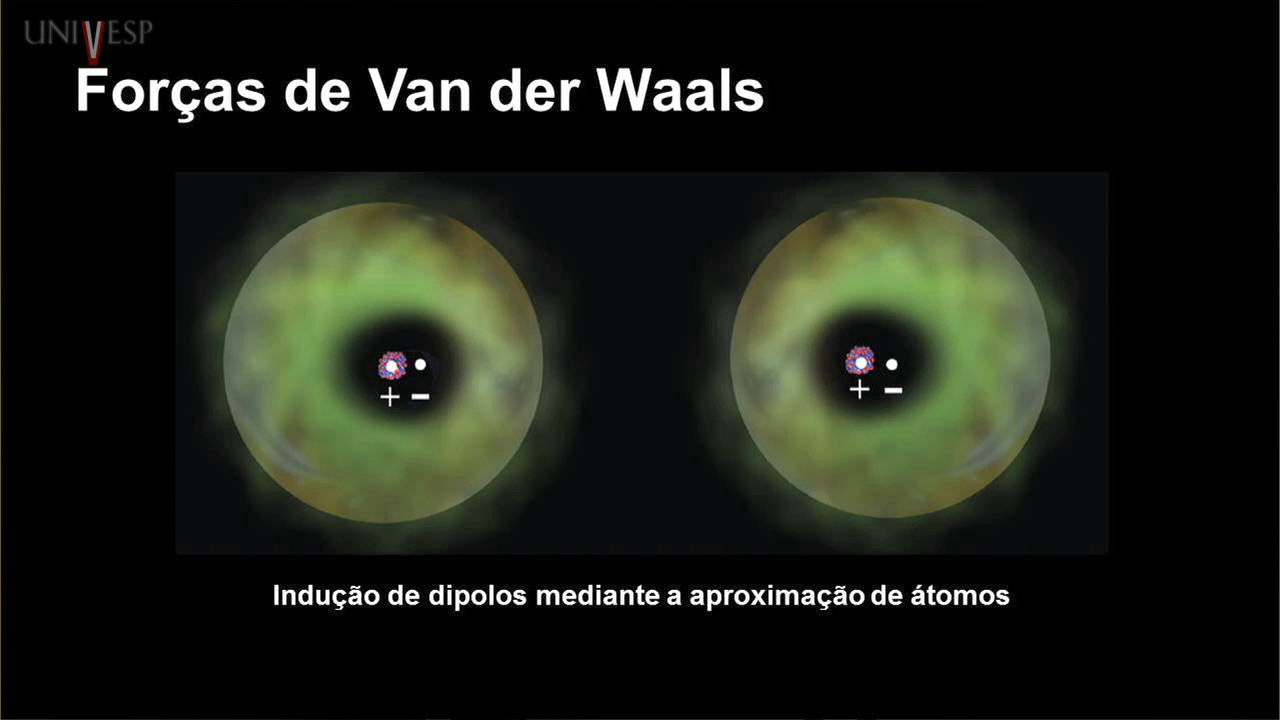 UNIVESP
Forças de Van der Waals
+ − + −
Indução de dipolos mediante a aproximação de átomos